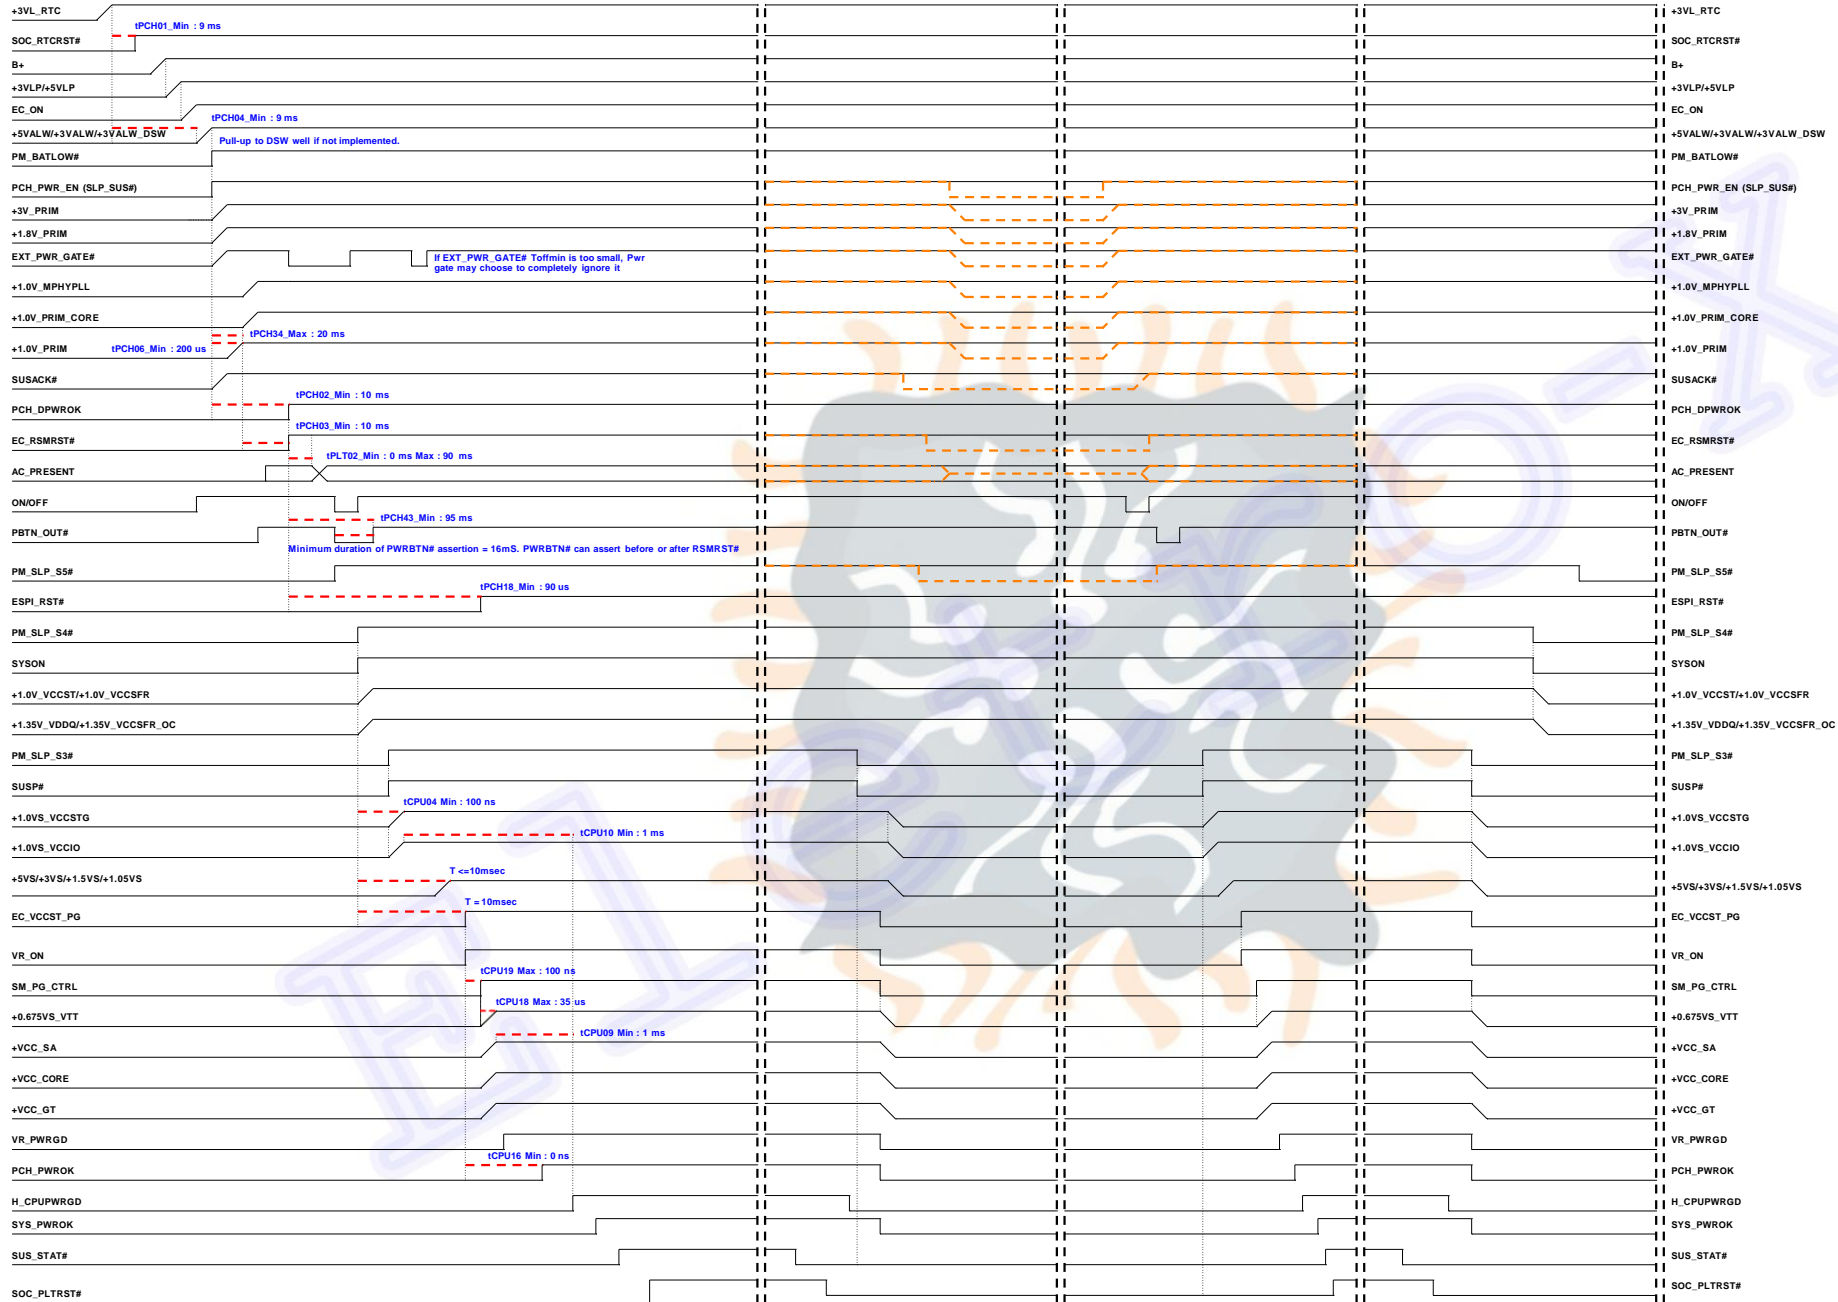 +3VL_RTC +3VL_RTC
tPCH01_Min : 9 ms
SOC_RTCRST# SOC_RTCRST#
B+ B+
+3VLP/+5VLP +3VLP/+5VLP
EC_ON EC_ON
tPCH04_Min : 9 ms
+5VALW/+3VALW/+3VALW_DSW +5VALW/+3VALW/+3VALW_DSW
Pull-up to DSW well if not implemented.
PM_BATLOW# PM_BATLOW#
PCH_PWR_EN (SLP_SUS#) PCH_PWR_EN (SLP_SUS#)
+3V_PRIM +3V_PRIM
+1.8V_PRIM +1.8V_PRIM
EXT_PWR_GATE# EXT_PWR_GATE#
If EXT_PWR_GATE# Toffmin is too small, Pwr
gate may choose to completely ignore it
+1.0V_MPHYPLL +1.0V_MPHYPLL
+1.0V_PRIM_CORE +1.0V_PRIM_CORE
tPCH34_Max : 20 ms
+1.0V_PRIM tPCH06_Min : 200 us +1.0V_PRIM
SUSACK# SUSACK#
tPCH02_Min : 10 ms
PCH_DPWROK PCH_DPWROK
tPCH03_Min : 10 ms
EC_RSMRST# EC_RSMRST#
tPLT02_Min : 0 ms Max : 90 ms
AC_PRESENT AC_PRESENT
ON/OFF ON/OFF
tPCH43_Min : 95 ms
PBTN_OUT# PBTN_OUT#
Minimum duration of PWRBTN# assertion = 16mS. PWRBTN# can assert before or after RSMRST#
PM_SLP_S5# PM_SLP_S5#
tPCH18_Min : 90 us
ESPI_RST# ESPI_RST#
PM_SLP_S4# PM_SLP_S4#
SYSON SYSON
+1.0V_VCCST/+1.0V_VCCSFR +1.0V_VCCST/+1.0V_VCCSFR
+1.35V_VDDQ/+1.35V_VCCSFR_OC +1.35V_VDDQ/+1.35V_VCCSFR_OC
PM_SLP_S3# PM_SLP_S3#
SUSP# SUSP#
tCPU04 Min : 100 ns
+1.0VS_VCCSTG +1.0VS_VCCSTG
tCPU10 Min : 1 ms
+1.0VS_VCCIO +1.0VS_VCCIO
T <=10msec
+5VS/+3VS/+1.5VS/+1.05VS +5VS/+3VS/+1.5VS/+1.05VS
T = 10msec
EC_VCCST_PG EC_VCCST_PG
VR_ON VR_ON
tCPU19 Max : 100 ns
SM_PG_CTRL SM_PG_CTRL
tCPU18 Max : 35 us
+0.675VS_VTT +0.675VS_VTT
tCPU09 Min : 1 ms
+VCC_SA +VCC_SA
+VCC_CORE +VCC_CORE
+VCC_GT +VCC_GT
VR_PWRGD VR_PWRGD
tCPU16 Min : 0 ns
PCH_PWROK PCH_PWROK
H_CPUPWRGD H_CPUPWRGD
SYS_PWROK SYS_PWROK
SUS_STAT# SUS_STAT#
SOC_PLTRST# SOC_PLTRST#